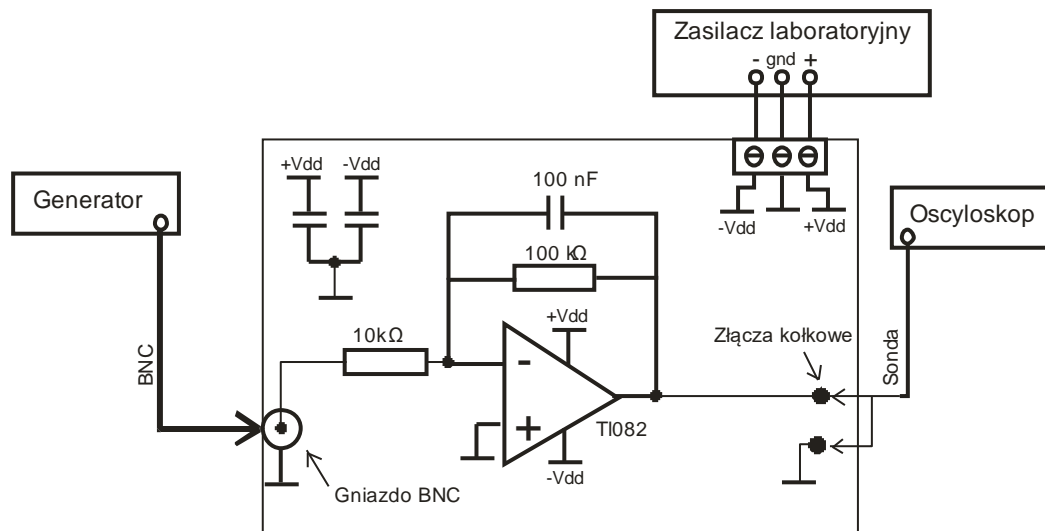 Zasilacz laboratoryjny
- gnd +
+Vdd -Vdd
100 nF
Generator
Oscyloskop
-Vdd +Vdd
100 kΩ
+Vdd
10kΩ
Złącza kołkowe
BNC
Sonda
-
+
Tl082
-Vdd
Gniazdo BNC